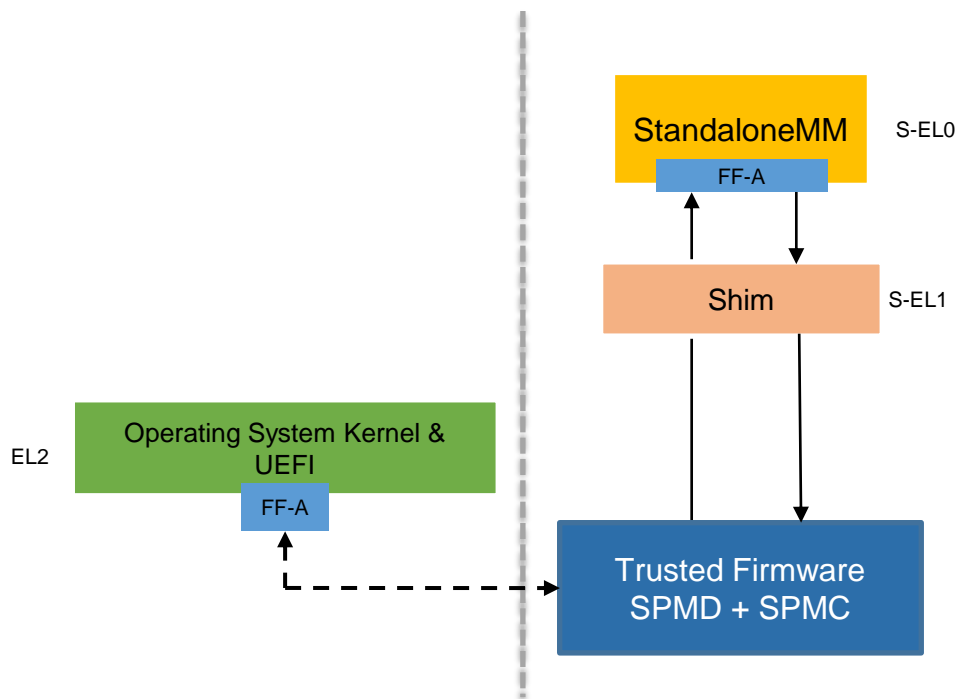 StandaloneMM
S-EL0
FF-A
Shim
S-EL1
Operating System Kernel &
UEFI
EL2
FF-A
Trusted Firmware
SPMD + SPMC